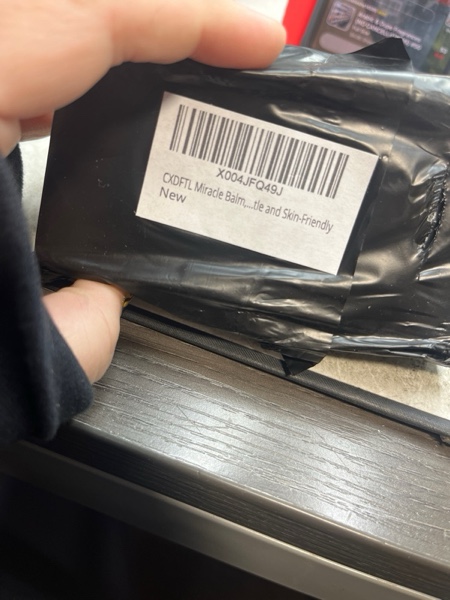 X004JFQ49J
CXDFTL Miracle Balm,...tle and Skin-Friendly
New